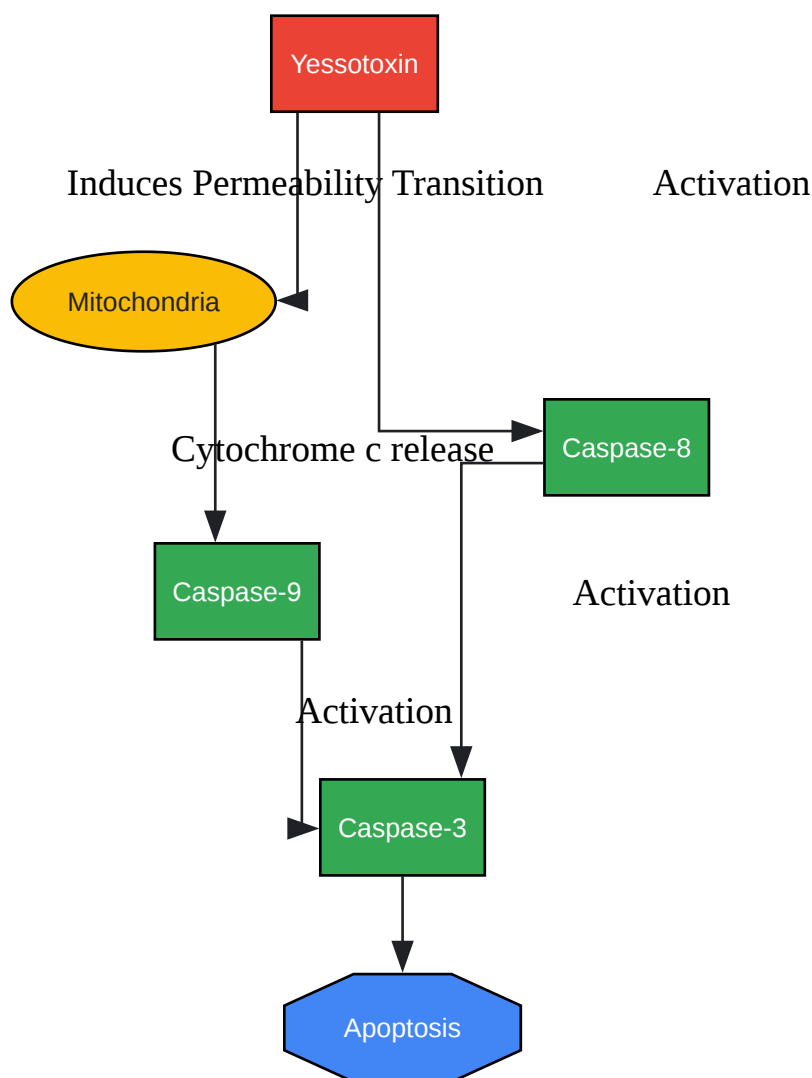 Yessotoxin
Induces Permeability Transition
Activation
Mitochondria
Cytochrome c release
Caspase-8
Caspase-9
Activation
Activation
Caspase-3
Apoptosis